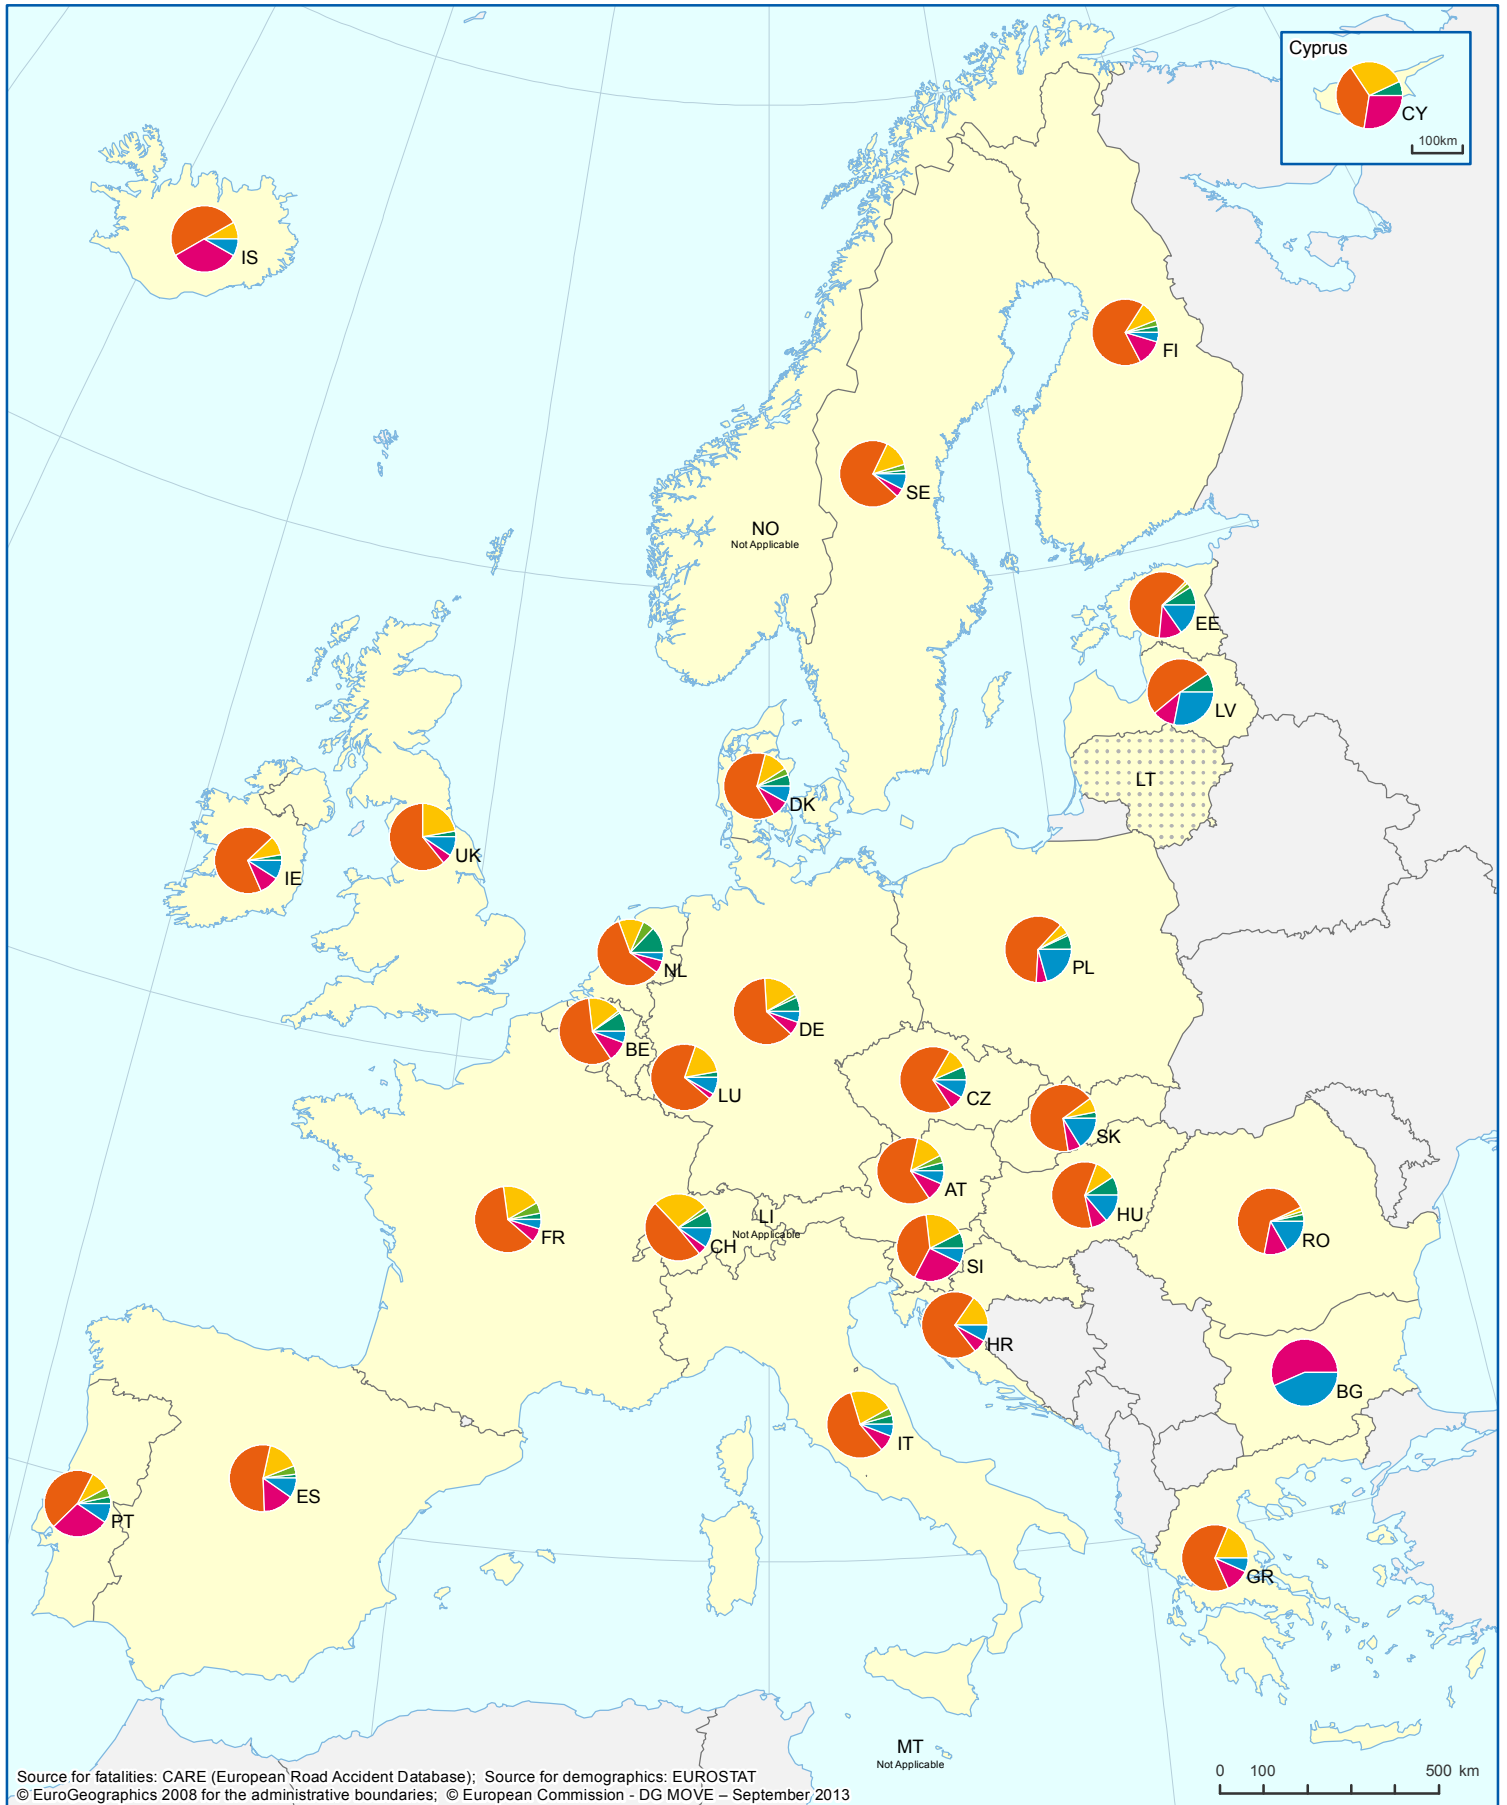 Cyprus
CY
100km
IS
FI
SE
NO
Not Applicable
EE
LV
LT
DK
UK
IE
NL
PL
DE
BE
LU
CZ
SK
AT
HU
LI
Not Applicable
FR
CH
RO
SI
HR
BG
IT
ES
PT
GR
MT
Not Applicable
Source for fatalities: CARE (European Road Accident Database); Source for demographics: EUROSTAT
© EuroGeographics 2008 for the administrative boundaries; © European Commission - DG MOVE – September 2013
0 100 500 km